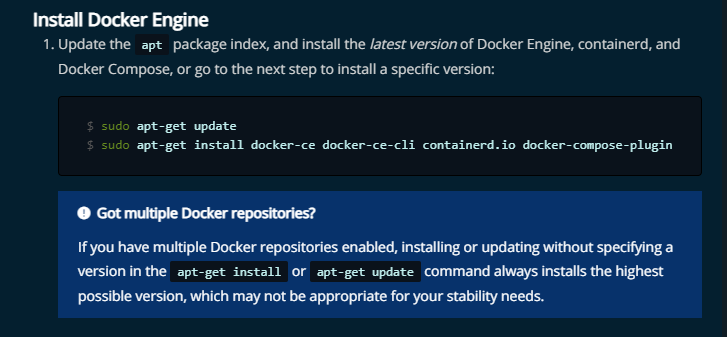 Install Docker Engine
1. Update the apt package index, and install the latest version of Docker Engine, containerd, and
Docker Compose, or go to the next step to install a specific version:
$ sudo apt-get update
$ sudo apt-get install docker-ce docker-ce-cli containerd.io docker-compose-plugin
Got multiple Docker repositories?
If you have multiple Docker repositories enabled, installing or updating without specifying a
version in the apt-get install or apt-get update command always installs the highest
possible version, which may not be appropriate for your stability needs.